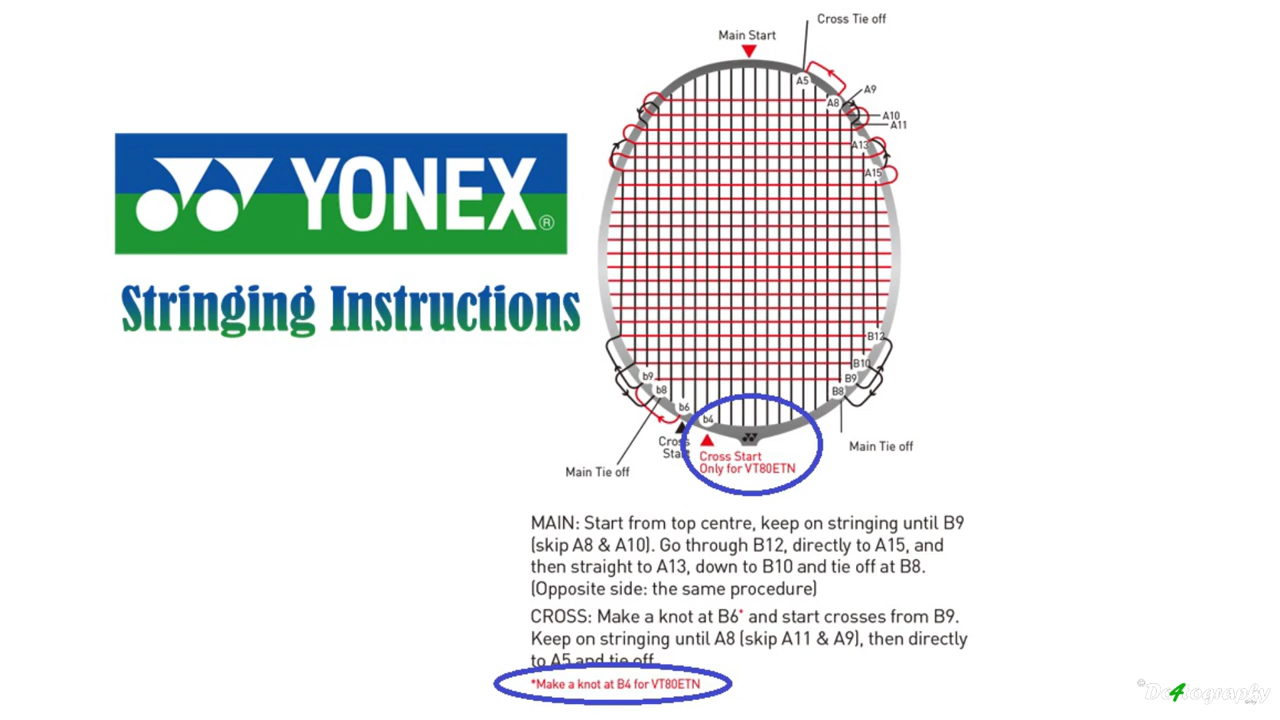 Cross Tie off
Main Start
A5
A8
A9
A10
A11
A13
A15
YONEX®
Stringing Instructions
B12
B10
B9
B8
b9
b8
b6
b4
Cross
Start
Cross Start
Only for VT80ETN
Main Tie off
Main Tie off
MAIN: Start from top centre, keep on stringing until B9
(skip A8 & A10). Go through B12, directly to A15, and
then straight to A13, down to B10 and tie off at B8.
(Opposite side: the same procedure)
CROSS: Make a knot at B6* and start crosses from B9.
Keep on stringing until A8 (skip A11 & A9), then directly
to A5 and tie off
*Make a knot at B4 for VT80ETN